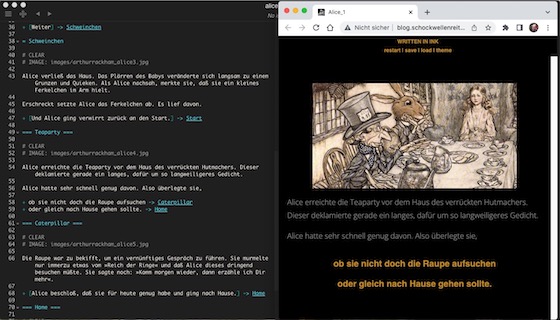 alice
36 + [Weiter] -> Schweinchen
37
38 == Schweinchen
39
40 # CLEAR
41 # IMAGE: images/arthurrackham_alice3.jpg
42
43 Alice verließ das Haus. Das Plärren des Babys veränderte sich langsam zu einen
Grunzen und Quieken. Als Alice nachsah, merkte sie, daß sie ein kleines
Ferkelchen im Arm hielt.
44
45 Erschreckt setzte Alice das Ferkelchen ab. Es lief davon.
46
47 + [Und Alice ging verwirrt zurück an den Start.] -> Start
48
49 === Teaparty ===
50
51 # CLEAR
52 # IMAGE: images/arthurrackham_alice4.jpg
53
54 Alice erreichte die Teaparty vor dem Haus des verrückten Hutmachers. Dieser
deklamierte gerade ein langes, dafür um so langweiligeres Gedicht.
55
56 Alice hatte sehr schnell genug davon. Also überlegte sie,
57
58 + ob sie nicht doch die Raupe aufsuchen -> Caterpillar
59 + oder gleich nach Hause gehen sollte. -> Home
60
61 === Caterpillar ===
62
63 # CLEAR
64 # IMAGE: images/arthurrackham_alice5.jpg
65
66 Die Raupe war zu bekifft, um ein vernünftiges Gespräch zu führen. Sie murmelte
nur immerzu etwas vom »Reich der Ringe« und daß Alice dieses dringend
besuchen müßte. Sie sagte noch: »Komm morgen wieder, dann erzähle ich Dir
mehr«.
67
68 + [Alice beschloß, daß sie für heute genug habe und ging nach Hause.] -> Home
69
70 === Home ===
71
Alice_1
Nicht sicher | blog.schockwellenreit...
WRITTEN IN INK
restart | save | load | theme
Alice erreichte die Teaparty vor dem Haus des verrückten Hutmachers.
Dieser deklamierte gerade ein langes, dafür um so langweiligeres Gedicht.
Alice hatte sehr schnell genug davon. Also überlegte sie,
ob sie nicht doch die Raupe aufsuchen
oder gleich nach Hause gehen sollte.